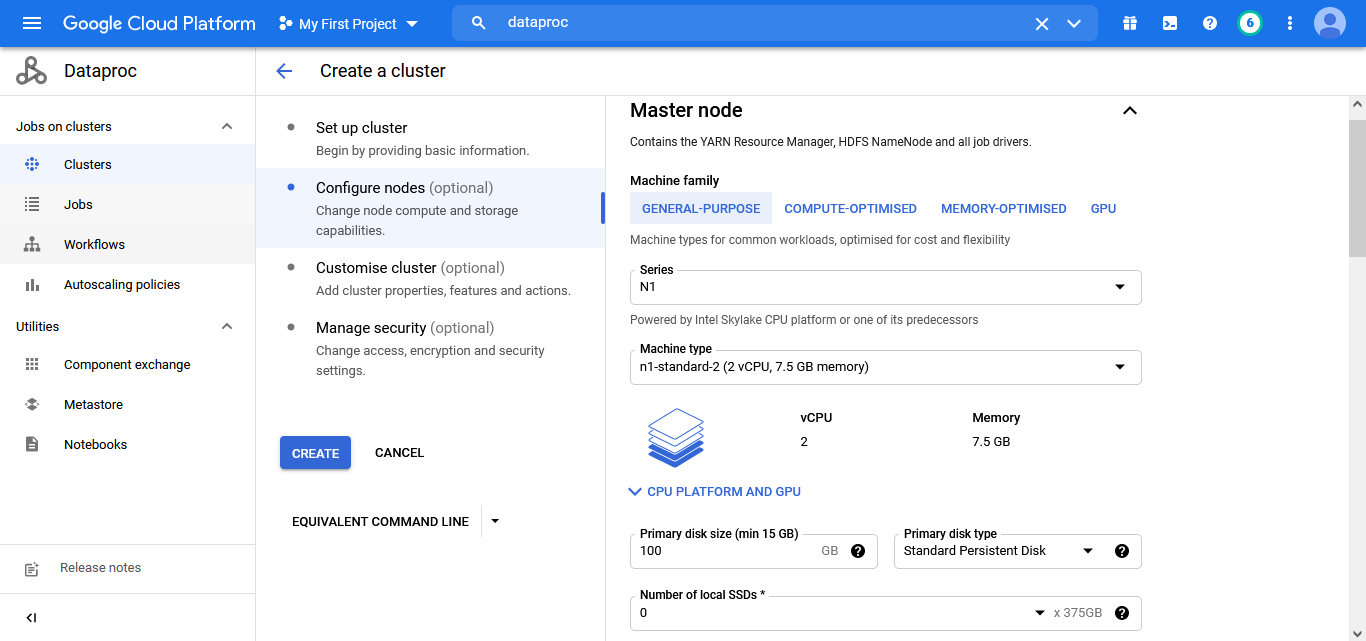 Google Cloud Platform
My First Project
dataproc
6
Dataproc
Create a cluster
Jobs on clusters
Clusters
Jobs
Workflows
Autoscaling policies
Utilities
Component exchange
Metastore
Notebooks
Release notes
Set up cluster
Begin by providing basic information.
Configure nodes (optional)
Change node compute and storage
capabilities.
Customise cluster (optional)
Add cluster properties, features and actions.
Manage security (optional)
Change access, encryption and security
settings.
CREATE
CANCEL
EQUIVALENT COMMAND LINE
Master node
Contains the YARN Resource Manager, HDFS NameNode and all job drivers.
Machine family
GENERAL-PURPOSE COMPUTE-OPTIMISED MEMORY-OPTIMISED GPU
Machine types for common workloads, optimised for cost and flexibility
Series
N1
Powered by Intel Skylake CPU platform or one of its predecessors
Machine type
n1-standard-2 (2 vCPU, 7.5 GB memory)
vCPU Memory
2 7.5 GB
CPU PLATFORM AND GPU
Primary disk size (min 15 GB) Primary disk type
100 GB Standard Persistent Disk
Number of local SSDs *
0 x 375GB